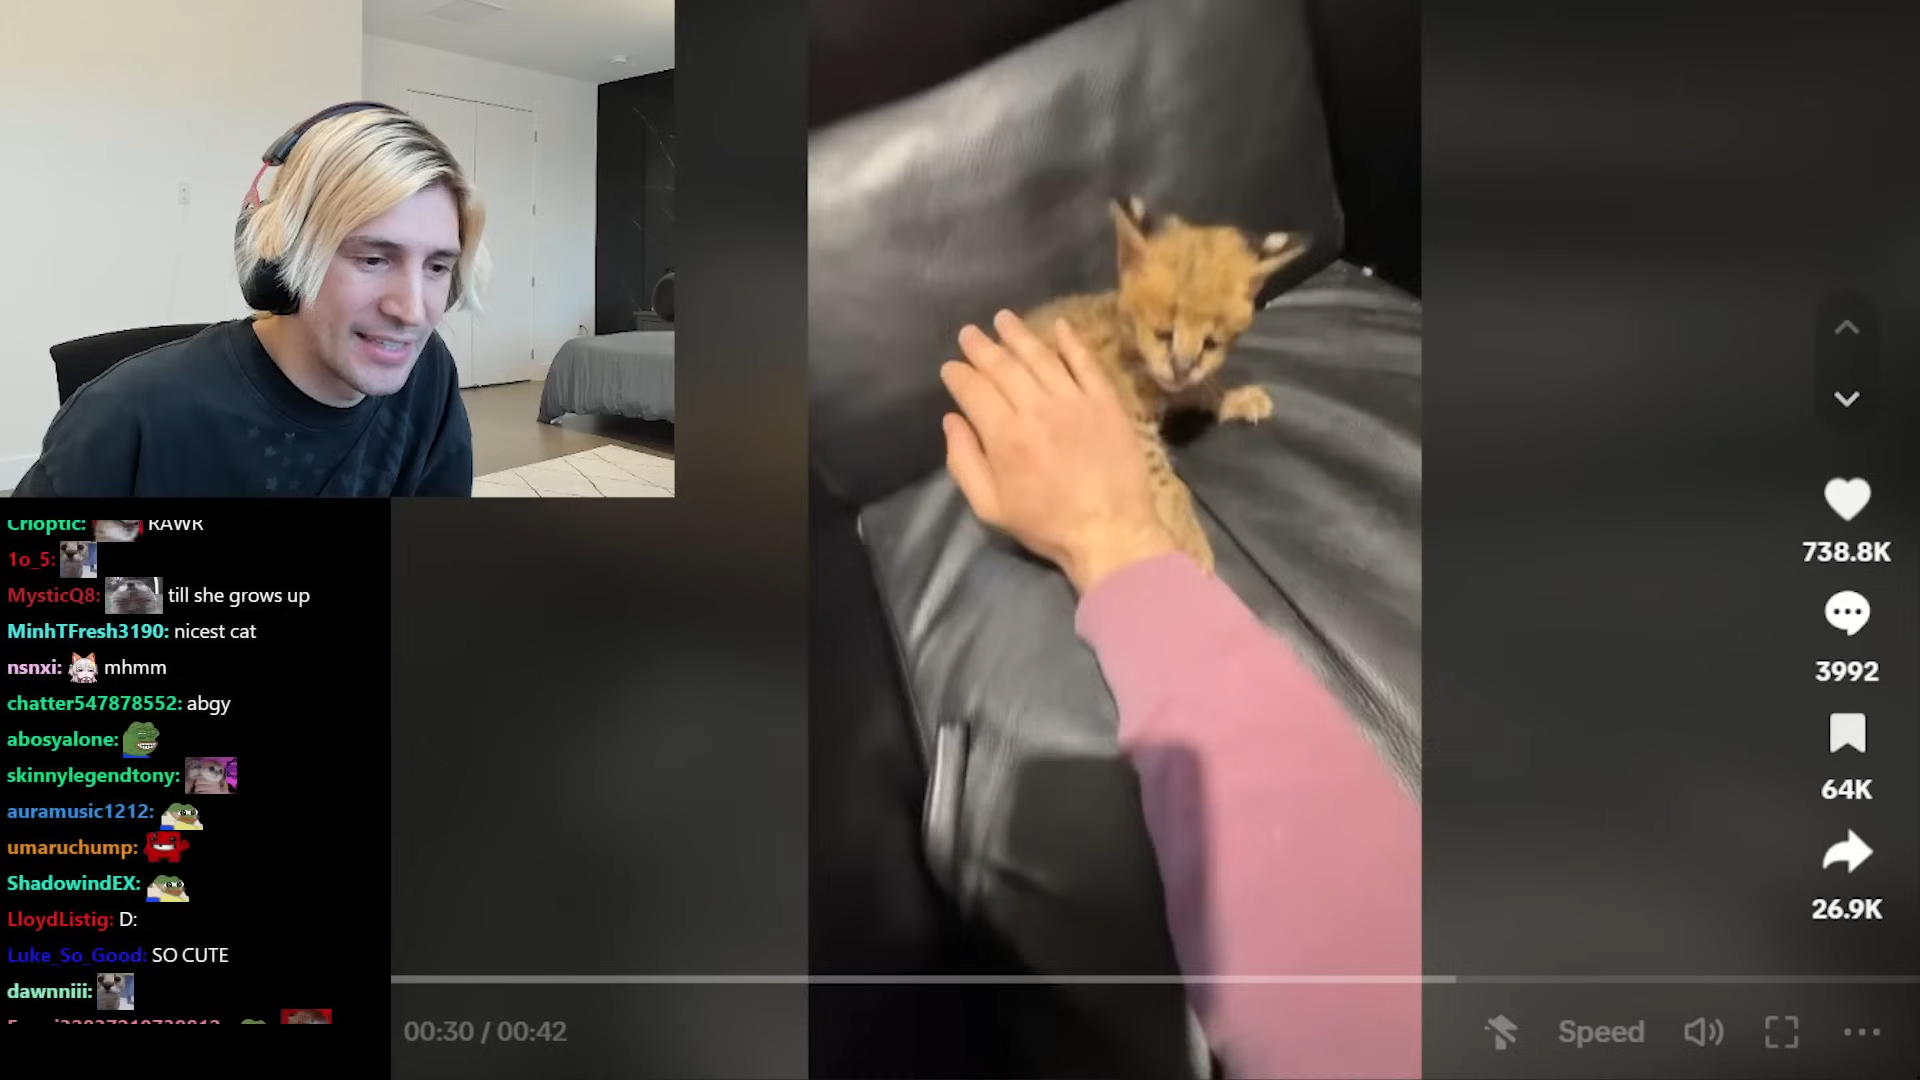 Crioptic: RAWR
1o_5:
MysticQ8: till she grows up
MinhTFresh3190: nicest cat
nsnxi: mhmm
chatter547878552: abgy
abosyalone:
skinnylegendtony:
auramusic1212:
umaruchump:
ShadowindEX:
LloydListig: D:
Luke_So_Good: SO CUTE
dawnniii:
738.8K
3992
64K
26.9K
00:30 / 00:42
Speed